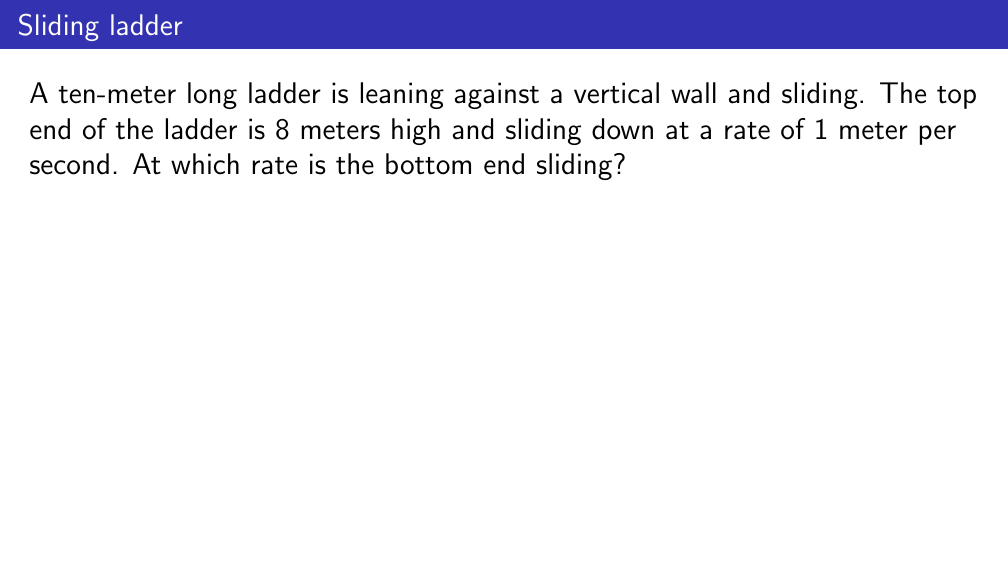 Sliding ladder
A ten-meter long ladder is leaning against a vertical wall and sliding. The top
end of the ladder is 8 meters high and sliding down at a rate of 1 meter per
second. At which rate is the bottom end sliding?